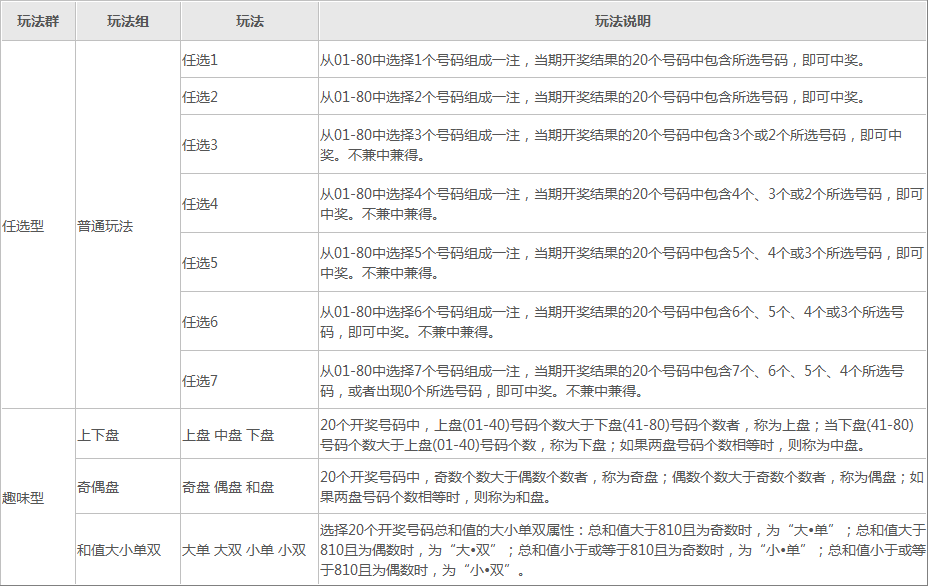 玩法群 玩法组 玩法 玩法说明
任选1 从01-80中选择1个号码组成一注，当期开奖结果的20个号码中包含所选号码，即可中奖。
任选2 从01-80中选择2个号码组成一注，当期开奖结果的20个号码中包含所选号码，即可中奖。
任选3 从01-80中选择3个号码组成一注，当期开奖结果的20个号码中包含3个或2个所选号码，即可中
奖。不兼中兼得。
任选4 从01-80中选择4个号码组成一注，当期开奖结果的20个号码中包含4个、3个或2个所选号码，即可
中奖。不兼中兼得。
任选型 普通玩法
任选5 从01-80中选择5个号码组成一注，当期开奖结果的20个号码中包含5个、4个或3个所选号码，即可
中奖。不兼中兼得。
任选6 从01-80中选择6个号码组成一注，当期开奖结果的20个号码中包含6个、5个、4个或3个所选号
码，即可中奖。不兼中兼得。
任选7 从01-80中选择7个号码组成一注，当期开奖结果的20个号码中包含7个、6个、5个、4个所选号
码，或者出现0个所选号码，即可中奖。不兼中兼得。
上下盘 上盘 中盘 下盘 20个开奖号码中，上盘(01-40)号码个数大于下盘(41-80)号码个数者，称为上盘；当下盘(41-80)
号码个数大于上盘(01-40)号码个数，称为下盘；如果两盘号码个数相等时，则称为中盘。
趣味型
奇偶盘 奇盘 偶盘 和盘 20个开奖号码中，奇数个数大于偶数个数者，称为奇盘；偶数个数大于奇数个数者，称为偶盘；如
果两盘号码个数相等时，则称为和盘。
和值大小单双 大单 大双 小单 小双 选择20个开奖号码总和值的大小单双属性：总和值大于810且为奇数时，为“大•单”；总和值大于
810且为偶数时，为“大•双”；总和值小于或等于810且为奇数时，为“小•单”；总和值小于或等
于810且为偶数时，为“小•双”。